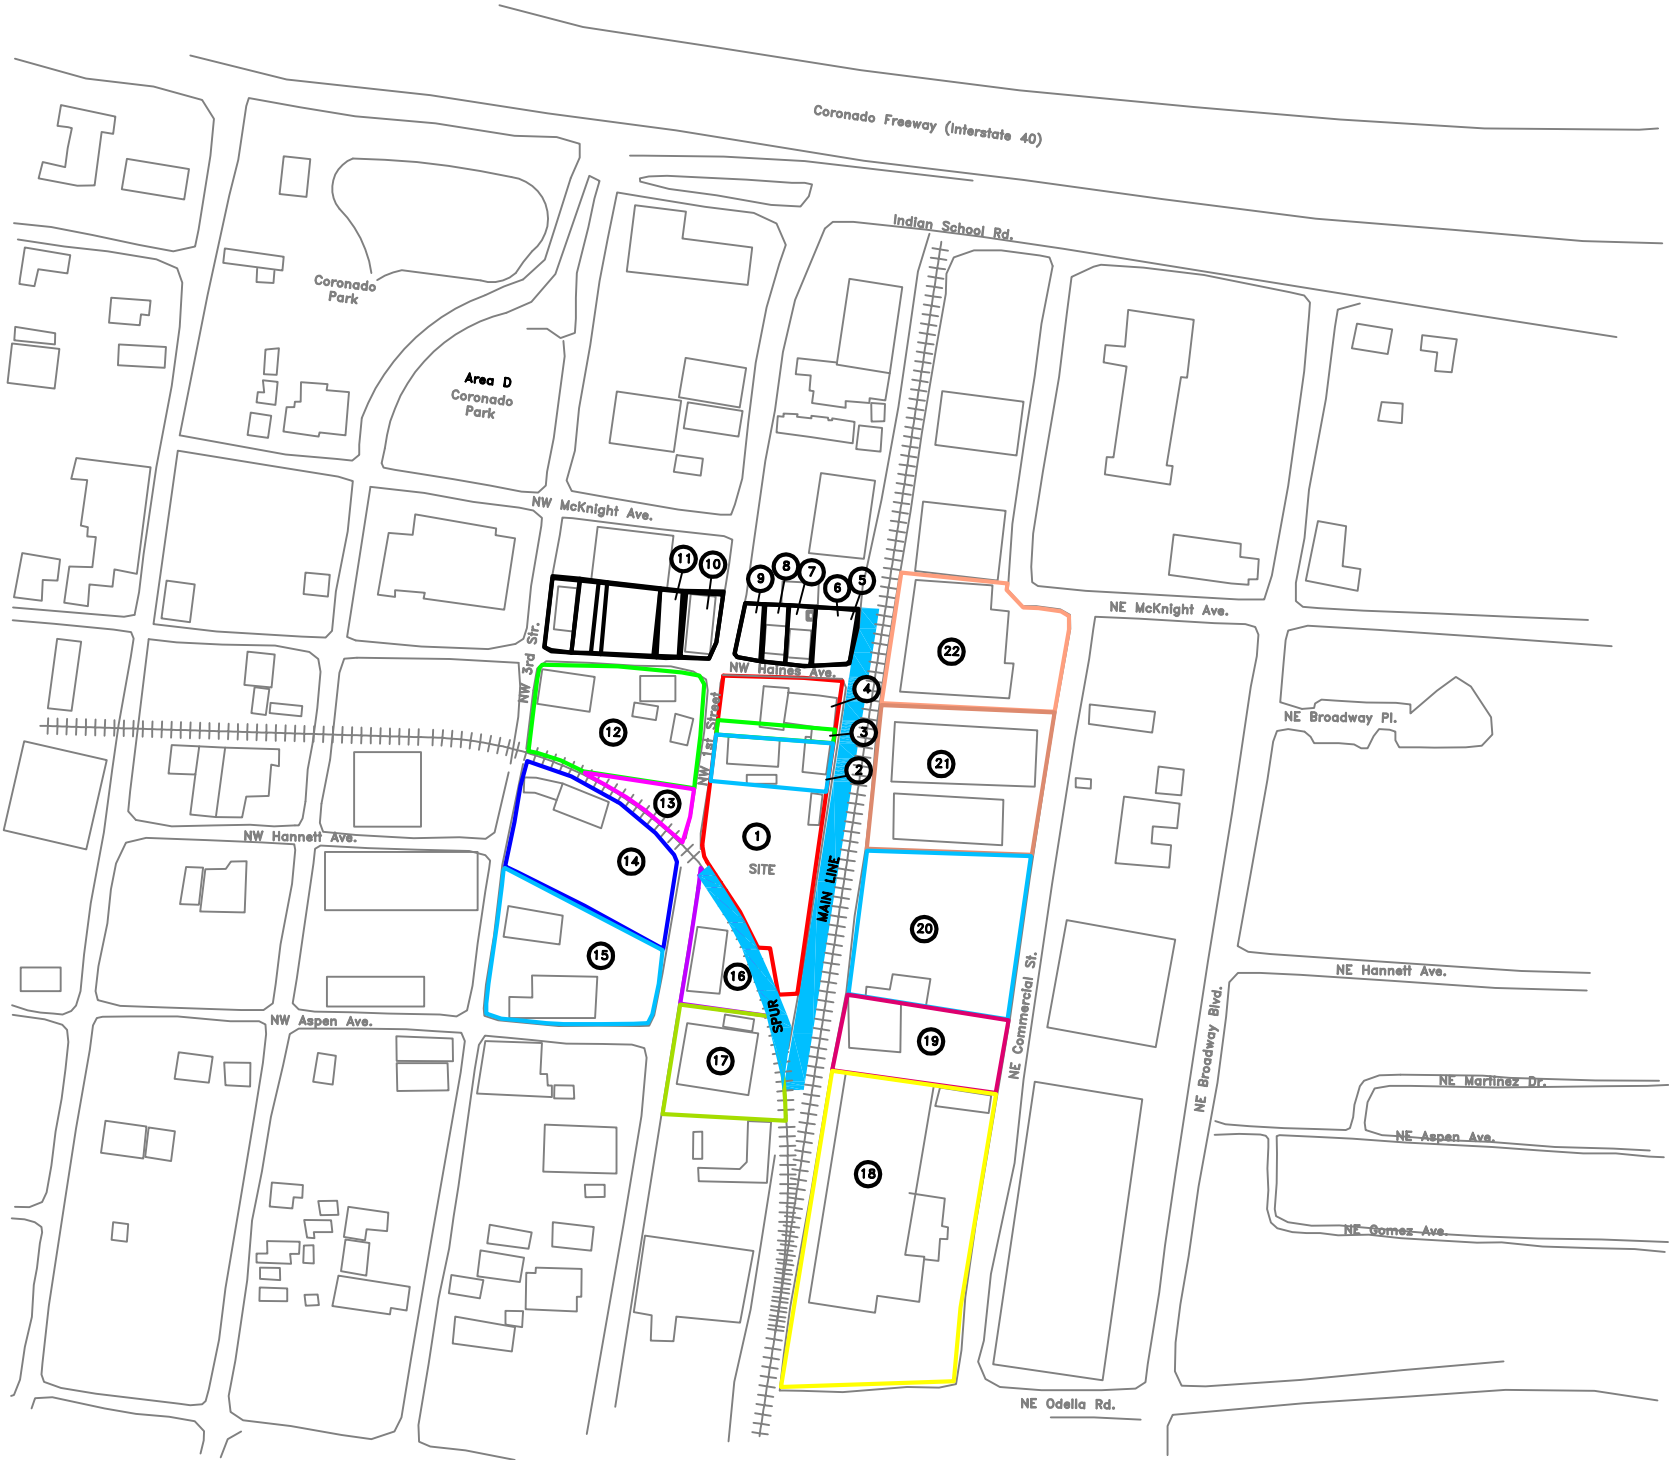 Coronado Freeway (Interstate 40)
Indian School Rd.
Coronado
Park
Area D
Coronado
Park
NW McKnight Ave.
11
10
9
8
7
6
5
NE McKnight Ave.
NW 3rd Str.
22
NW Haines Ave.
4
NW 1st Street
12
3
NE Broadway Pl.
2
21
13
NW Hannett Ave.
1
14
SITE
MAIN LINE
20
15
16
NE Hannett Ave.
NE Commercial St.
NE Broadway Blvd.
SPUR
NW Aspen Ave.
19
17
NE Martinez Dr.
NE Aspen Ave.
18
NE Gomez Ave.
NE Odelia Rd.